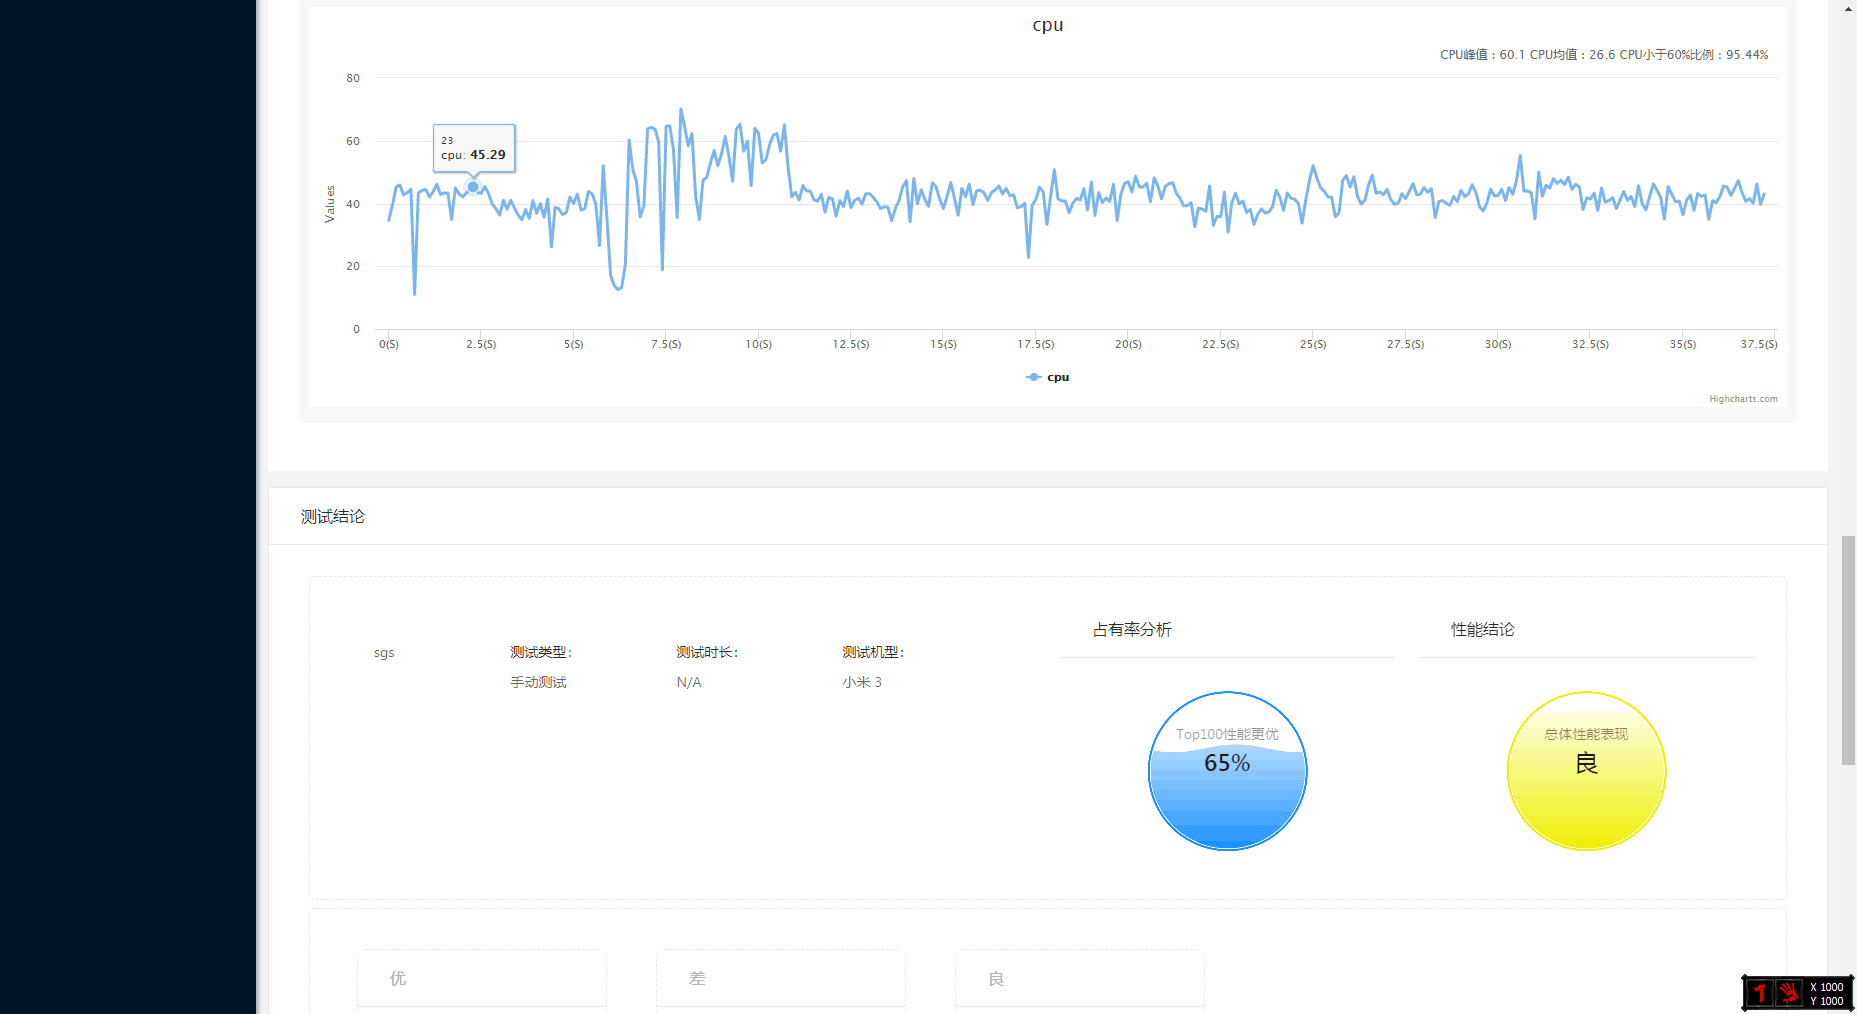 cpu
CPU峰值：60.1 CPU均值：26.6 CPU小于60%比例：95.44%
80
60
40
20
0
Values
23
cpu: 45.29
0(S) 2.5(S) 5(S) 7.5(S) 10(S) 12.5(S) 15(S) 17.5(S) 20(S) 22.5(S) 25(S) 27.5(S) 30(S) 32.5(S) 35(S) 37.5(S)
cpu
Highcharts.com
测试结论
占有率分析 性能结论
sgs 测试类型: 测试时长: 测试机型:
手动测试 N/A 小米 3
Top100性能更优 总体性能表现
65% 良
优 差 良
X 1000
Y 1000